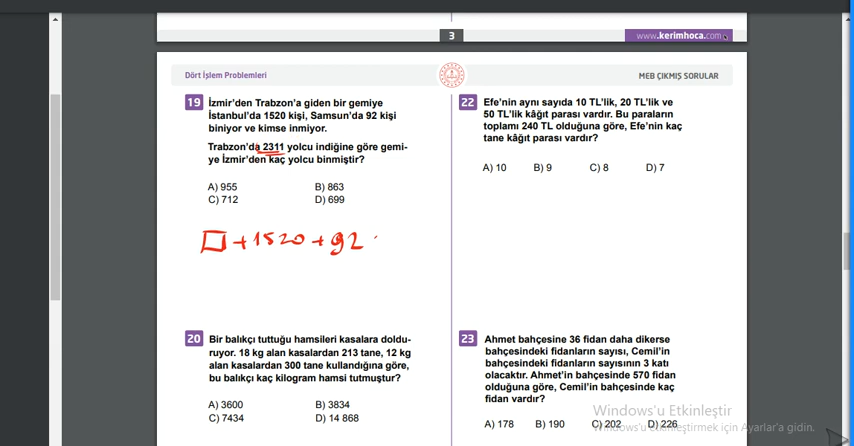 3
www.kerimhoca.com
Dört İşlem Problemleri
MEB ÇIKMIŞ SORULAR
19 İzmir'den Trabzon'a giden bir gemiye
İstanbul'da 1520 kişi, Samsun'da 92 kişi
biniyor ve kimse inmiyor.
Trabzon'da 2311 yolcu indiğine göre gemi-
ye İzmir'den kaç yolcu binmiştir?
A) 955 B) 863
C) 712 D) 699
□ + 1520 + 92
20 Bir balıkçı tuttuğu hamsileri kasalara doldu-
ruyor. 18 kg alan kasalardan 213 tane, 12 kg
alan kasalardan 300 tane kullandığına göre,
bu balıkçı kaç kilogram hamsi tutmuştur?
A) 3600 B) 3834
C) 7434 D) 14 868
22 Efe'nin aynı sayıda 10 TL'lik, 20 TL'lik ve
50 TL'lik kâğıt parası vardır. Bu paraların
toplamı 240 TL olduğuna göre, Efe'nin kaç
tane kâğıt parası vardır?
A) 10 B) 9 C) 8 D) 7
23 Ahmet bahçesine 36 fidan daha dikerse
bahçesindeki fidanların sayısı, Cemil'in
bahçesindeki fidanların sayısının 3 katı
olacaktır. Ahmet'in bahçesinde 570 fidan
olduğuna göre, Cemil'in bahçesinde kaç
fidan vardır?
A) 178 B) 190 C) 202 D) 226
Windows'u Etkinleştir
Windows'u etkinleştirmek için Ayarlar'a gidin.